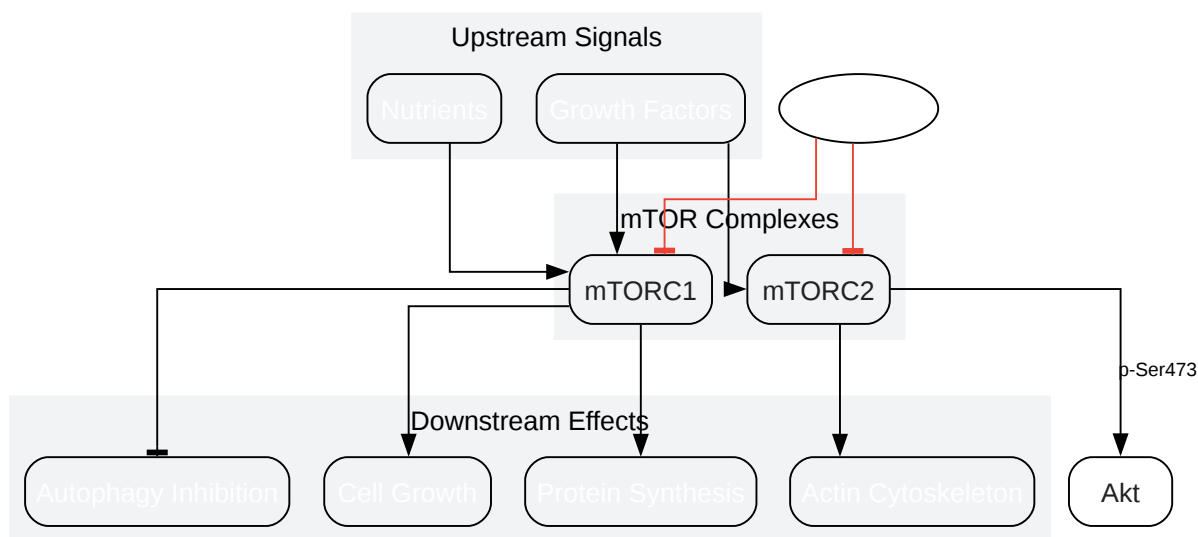 Upstream Signals
Nutrients
Growth Factors
mTOR Complexes
mTORC1
mTORC2
p-Ser473
Downstream Effects
Autophagy Inhibition
Cell Growth
Protein Synthesis
Actin Cytoskeleton
Akt